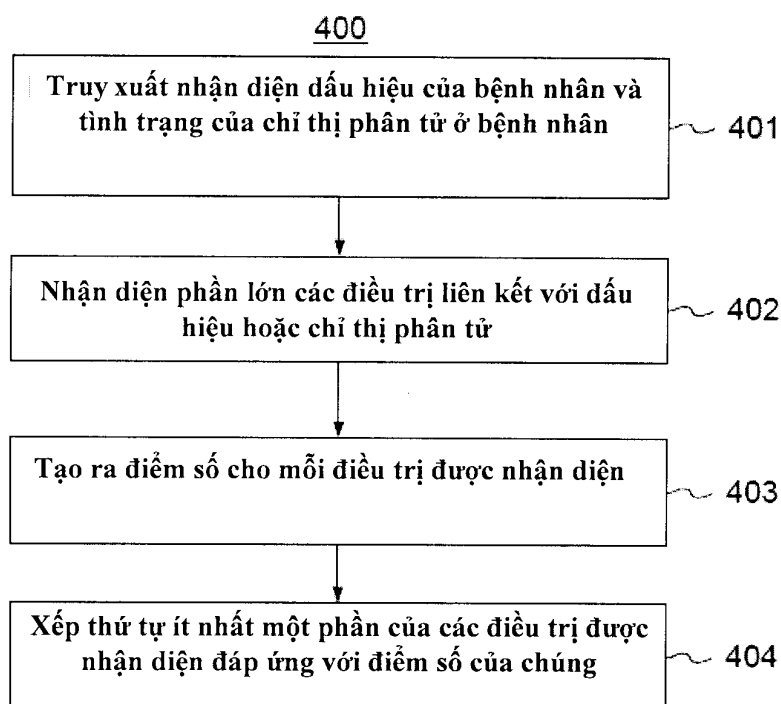 400
Truy xuất nhận diện dấu hiệu của bệnh nhân và
tình trạng của chỉ thị phân tử ở bệnh nhân
401
Nhận diện phần lớn các điều trị liên kết với dấu
hiệu hoặc chỉ thị phân tử
402
Tạo ra điểm số cho mỗi điều trị được nhận diện
403
Xếp thứ tự ít nhất một phần của các điều trị được
nhận diện đáp ứng với điểm số của chúng
404